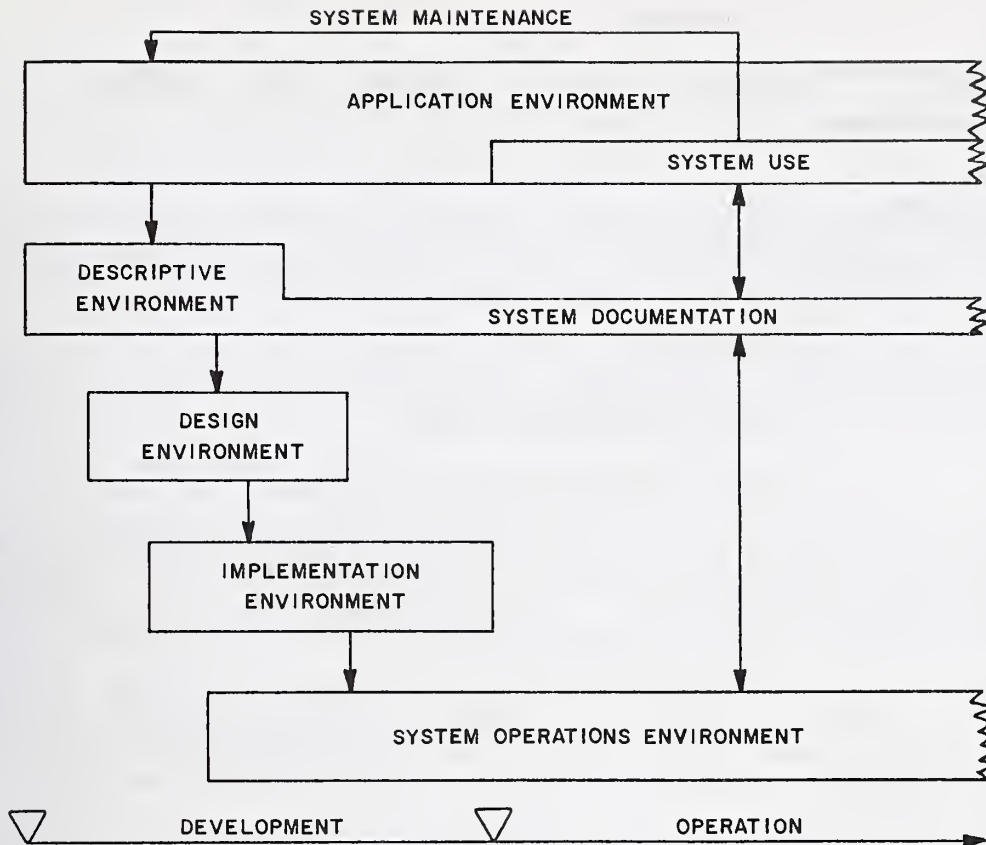 SYSTEM MAINTENANCE
APPLICATION ENVIRONMENT
SYSTEM USE
DESCRIPTIVE
ENVIRONMENT
SYSTEM DOCUMENTATION
DESIGN
ENVIRONMENT
IMPLEMENTATION
ENVIRONMENT
SYSTEM OPERATIONS ENVIRONMENT
DEVELOPMENT
OPERATION